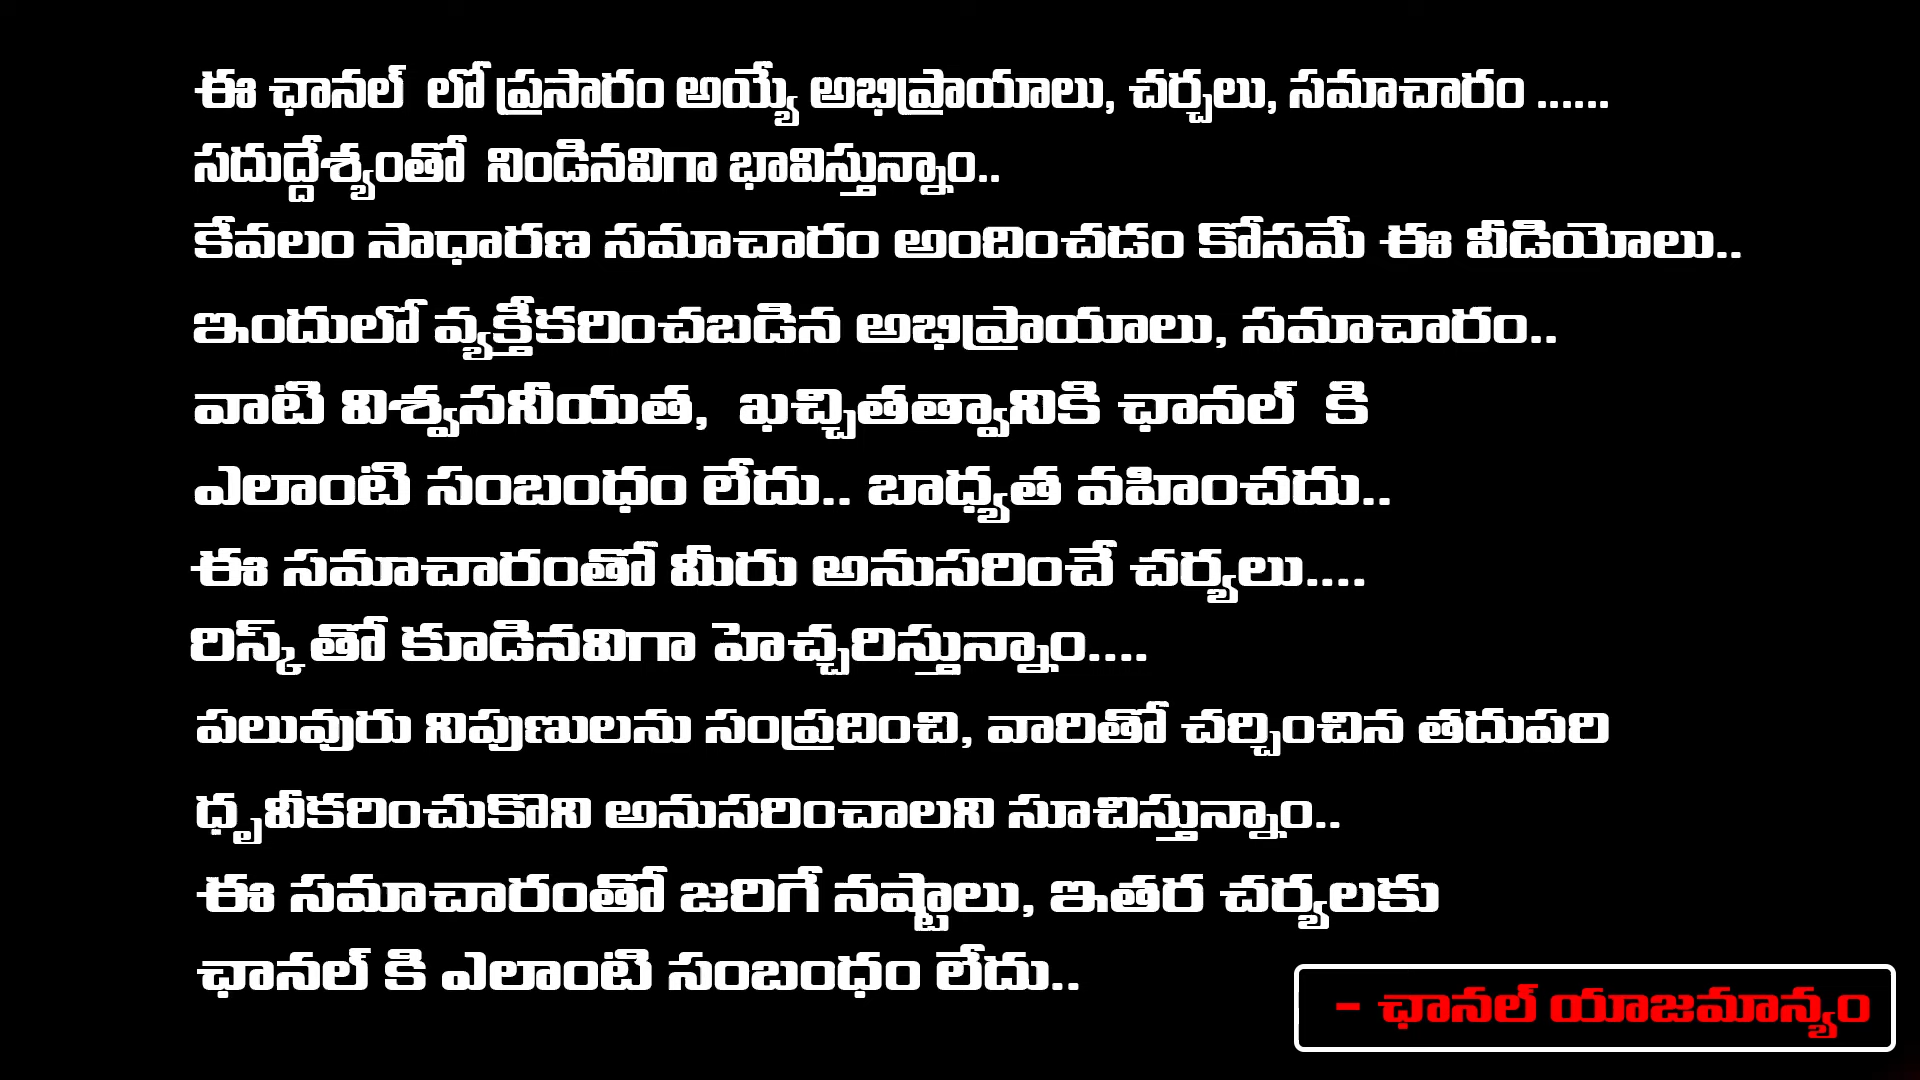 ఈ ఛానల్ లో ప్రసారం అయ్యే అభిప్రాయాలు, చర్చలు, సమాచారం ......
సదుద్దేశ్యంతో నిండినవిగా భావిస్తున్నాం..
కేవలం సాధారణ సమాచారం అందించడం కోసమే ఈ వీడియోలు..
ఇందులో వ్యక్తీకరించబడిన అభిప్రాయాలు, సమాచారం..
వాటి విశ్వసనీయత, ఖచ్చితత్వానికి ఛానల్ కి
ఎలాంటి సంబంధం లేదు.. బాధ్యత వహించదు..
ఈ సమాచారంతో మీరు అనుసరించే చర్యలు....
రిస్క్ తో కూడినవిగా హెచ్చరిస్తున్నాం....
పలువురు నిపుణులను సంప్రదించి, వారితో చర్చించిన తదుపరి
ధృవీకరించుకొని అనుసరించాలని సూచిస్తున్నాం..
ఈ సమాచారంతో జరిగే నష్టాలు, ఇతర చర్యలకు
ఛానల్ కి ఎలాంటి సంబంధం లేదు..
- ఛానల్ యాజమాన్యం